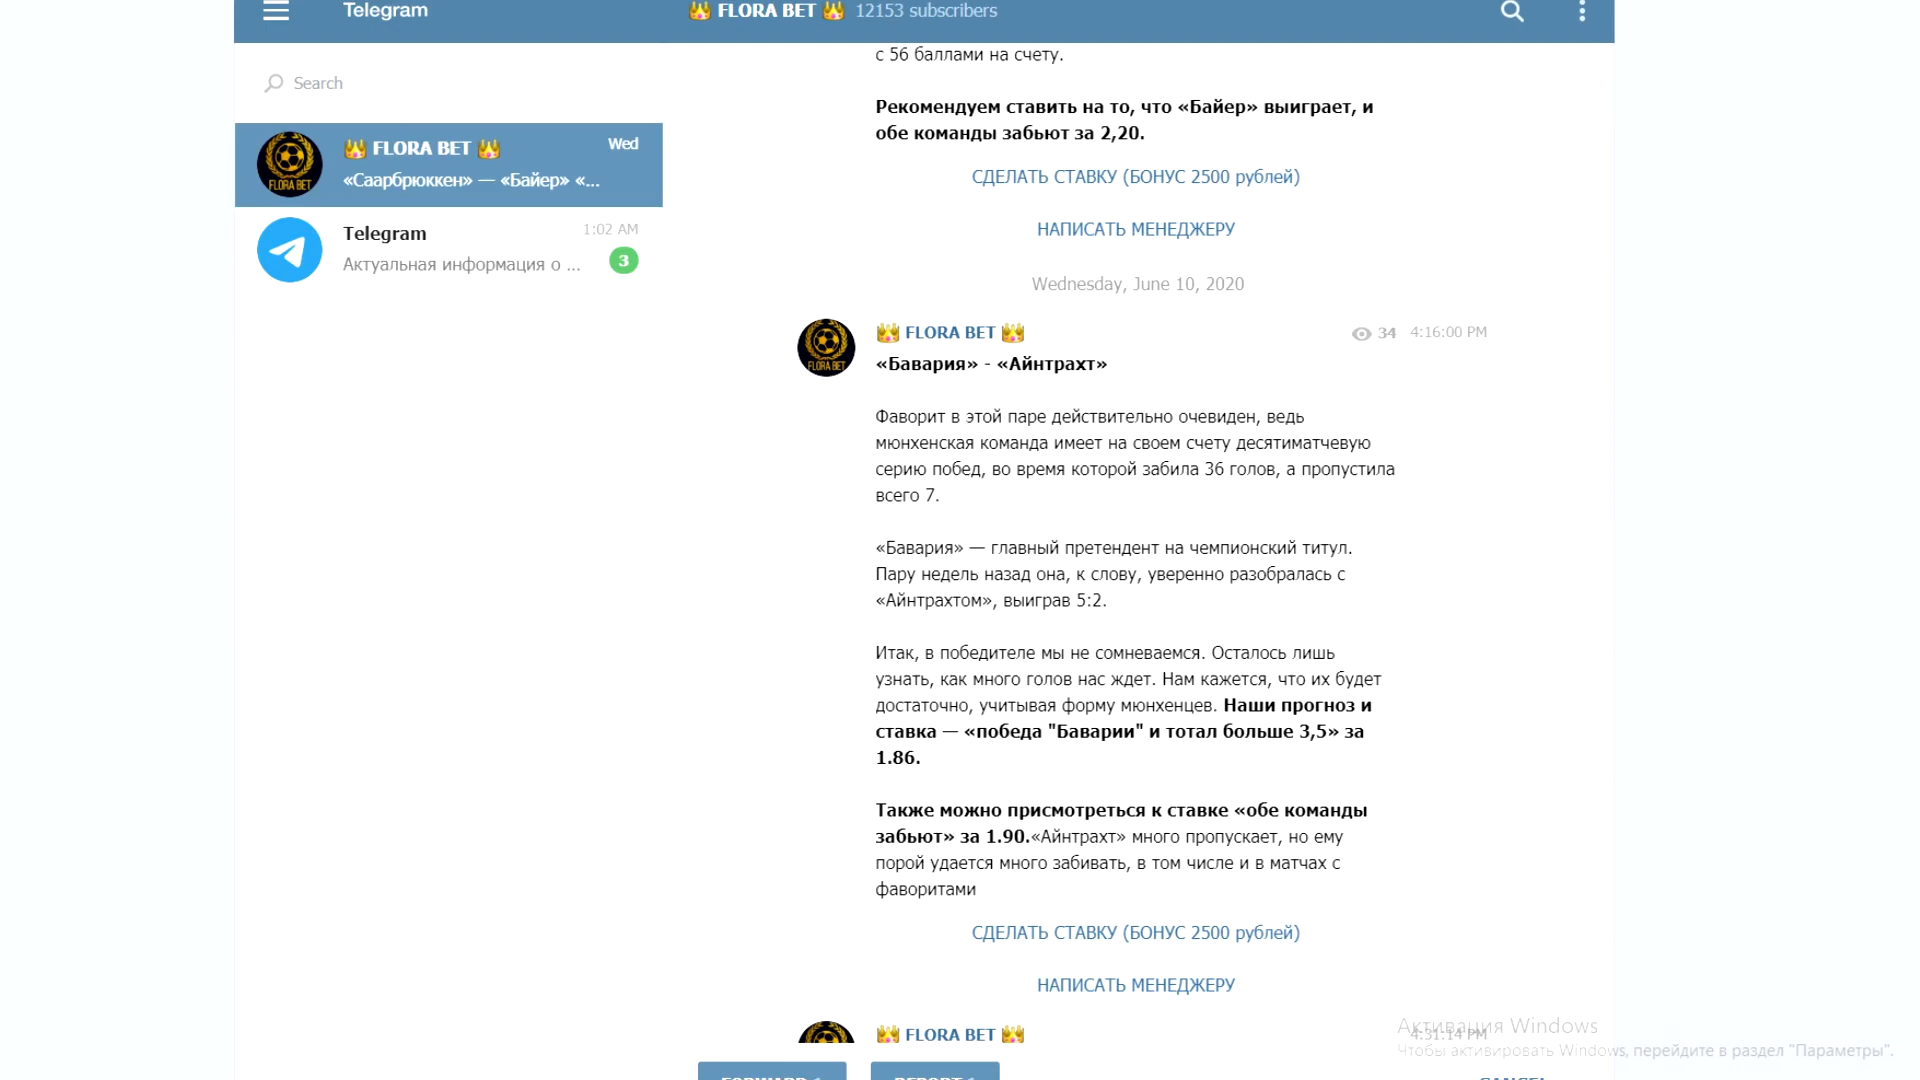 Telegram
FLORA BET
12153 subscribers
Search
FLORA BET
Wed
«Саарбрюккен» — «Байер» «...
Telegram
1:02 AM
Актуальная информация о ...
3
с 56 баллами на счету.
Рекомендуем ставить на то, что «Байер» выиграет, и
обе команды забьют за 2,20.
СДЕЛАТЬ СТАВКУ (БОНУС 2500 рублей)
НАПИСАТЬ МЕНЕДЖЕРУ
Wednesday, June 10, 2020
FLORA BET
FLORA BET
34 4:16:00 PM
«Бавария» - «Айнтрахт»
Фаворит в этой паре действительно очевиден, ведь
мюнхенская команда имеет на своем счету десятиматчевую
серию побед, во время которой забила 36 голов, а пропустила
всего 7.
«Бавария» — главный претендент на чемпионский титул.
Пару недель назад она, к слову, уверенно разобралась с
«Айнтрахтом», выиграв 5:2.
Итак, в победителе мы не сомневаемся. Осталось лишь
узнать, как много голов нас ждет. Нам кажется, что их будет
достаточно, учитывая форму мюнхенцев. Наши прогноз и
ставка — «победа "Баварии" и тотал больше 3,5» за
1.86.
Также можно присмотреться к ставке «обе команды
забьют» за 1.90.«Айнтрахт» много пропускает, но ему
порой удается много забивать, в том числе и в матчах с
фаворитами
СДЕЛАТЬ СТАВКУ (БОНУС 2500 рублей)
НАПИСАТЬ МЕНЕДЖЕРУ
FLORA BET
4:31:14 PM
Активация Windows
Чтобы активировать Windows, перейдите в раздел "Параметры".